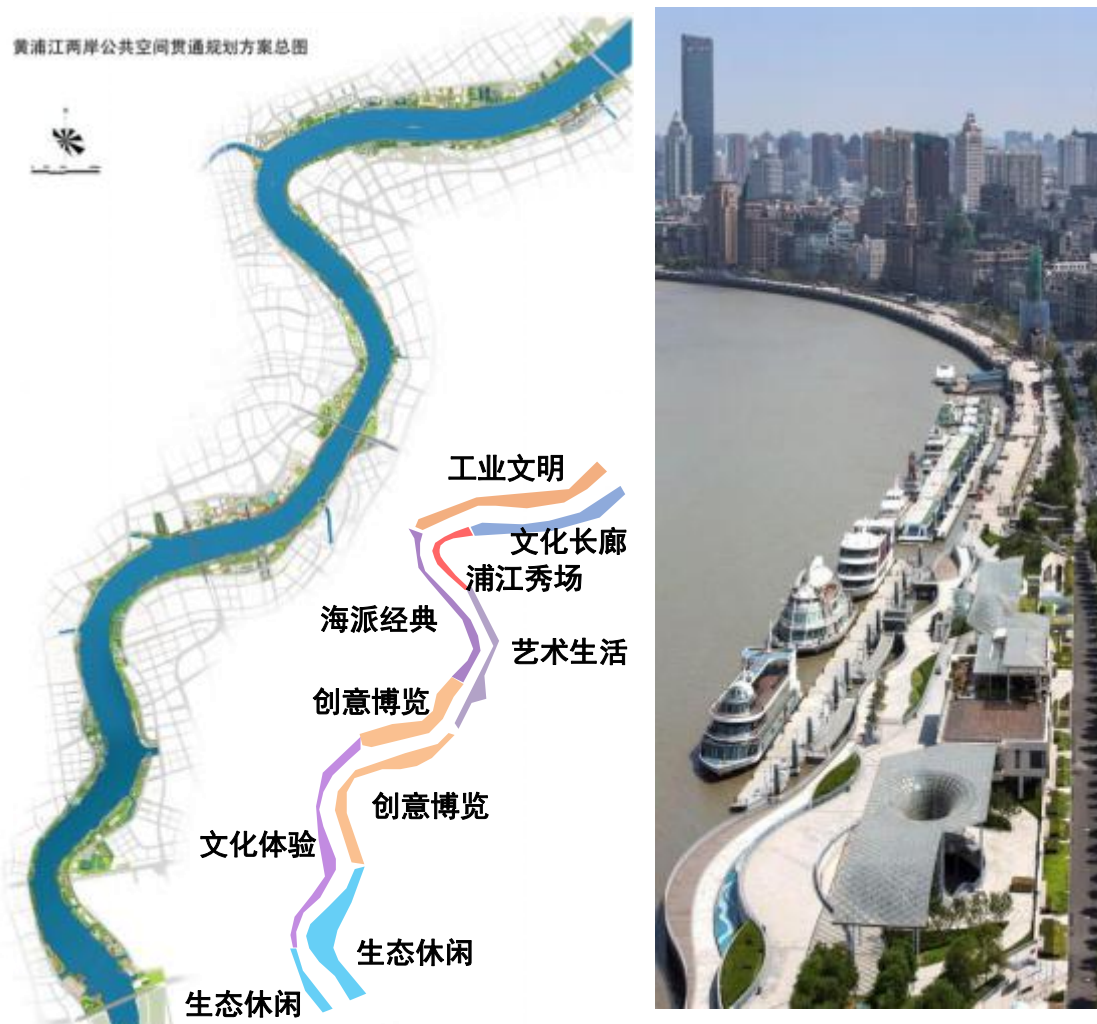 黄浦江两岸公共空间贯通规划方案总图
工业文明
文化长廊
浦江秀场
海派经典
艺术生活
创意博览
创意博览
文化体验
生态休闲
生态休闲